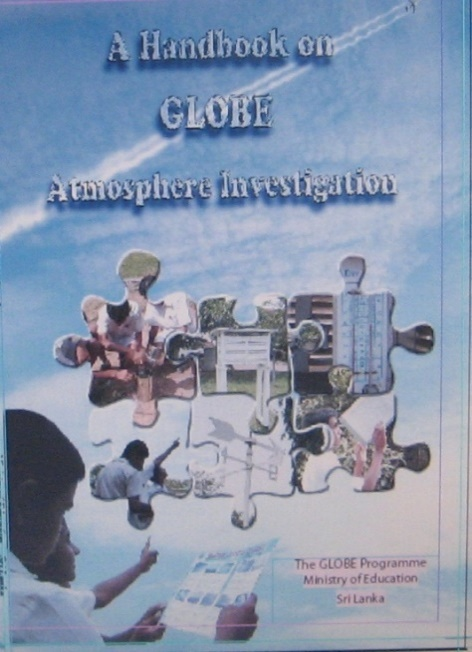 A Handbook on
GLOBE
Atmosphere Investigation
The GLOBE Programme
Ministry of Education
Sri Lanka